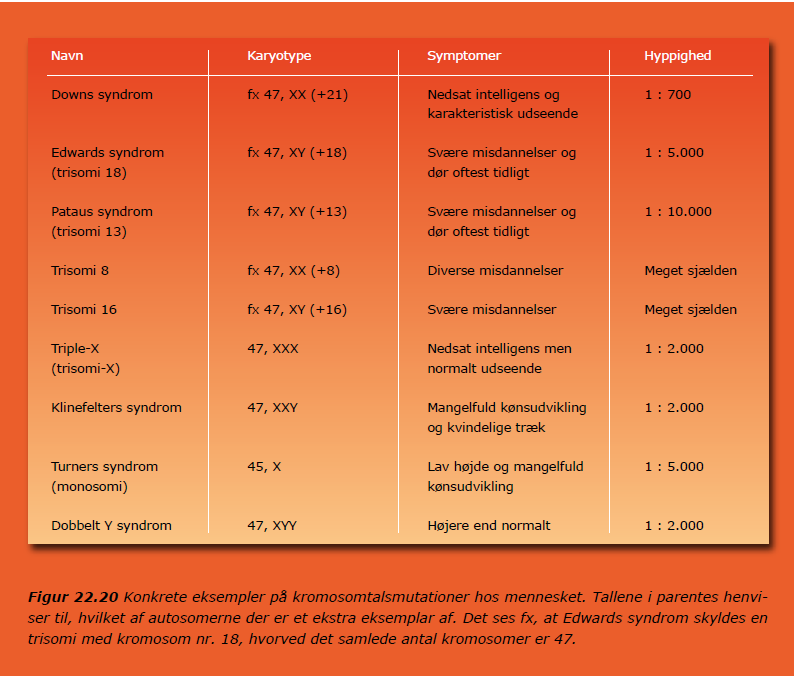 Navn Karyotype Symptomer Hyppighed
Downs syndrom fx 47, XX (+21) Nedsat intelligens og 1 : 700
karakteristisk udseende
Edwards syndrom fx 47, XY (+18) Svære misdannelser og 1 : 5.000
(trisomi 18) dør oftest tidligt
Pataus syndrom fx 47, XY (+13) Svære misdannelser og 1 : 10.000
(trisomi 13) dør oftest tidligt
Trisomi 8 fx 47, XX (+8) Diverse misdannelser Meget sjælden
Trisomi 16 fx 47, XY (+16) Svære misdannelser Meget sjælden
Triple-X 47, XXX Nedsat intelligens men 1 : 2.000
(trisomi-X) normalt udseende
Klinefelters syndrom 47, XXY Mangelfuld kønsudvikling 1 : 2.000
og kvindelige træk
Turners syndrom 45, X Lav højde og mangelfuld 1 : 5.000
(monosomi) kønsudvikling
Dobbelt Y syndrom 47, XYY Højere end normalt 1 : 2.000
Figur 22.20 Konkrete eksempler på kromosomtalsmutationer hos mennesket. Tallene i parentes henvi-
ser til, hvilket af autosomerne der er et ekstra eksemplar af. Det ses fx, at Edwards syndrom skyldes en
trisomi med kromosom nr. 18, hvorved det samlede antal kromosomer er 47.